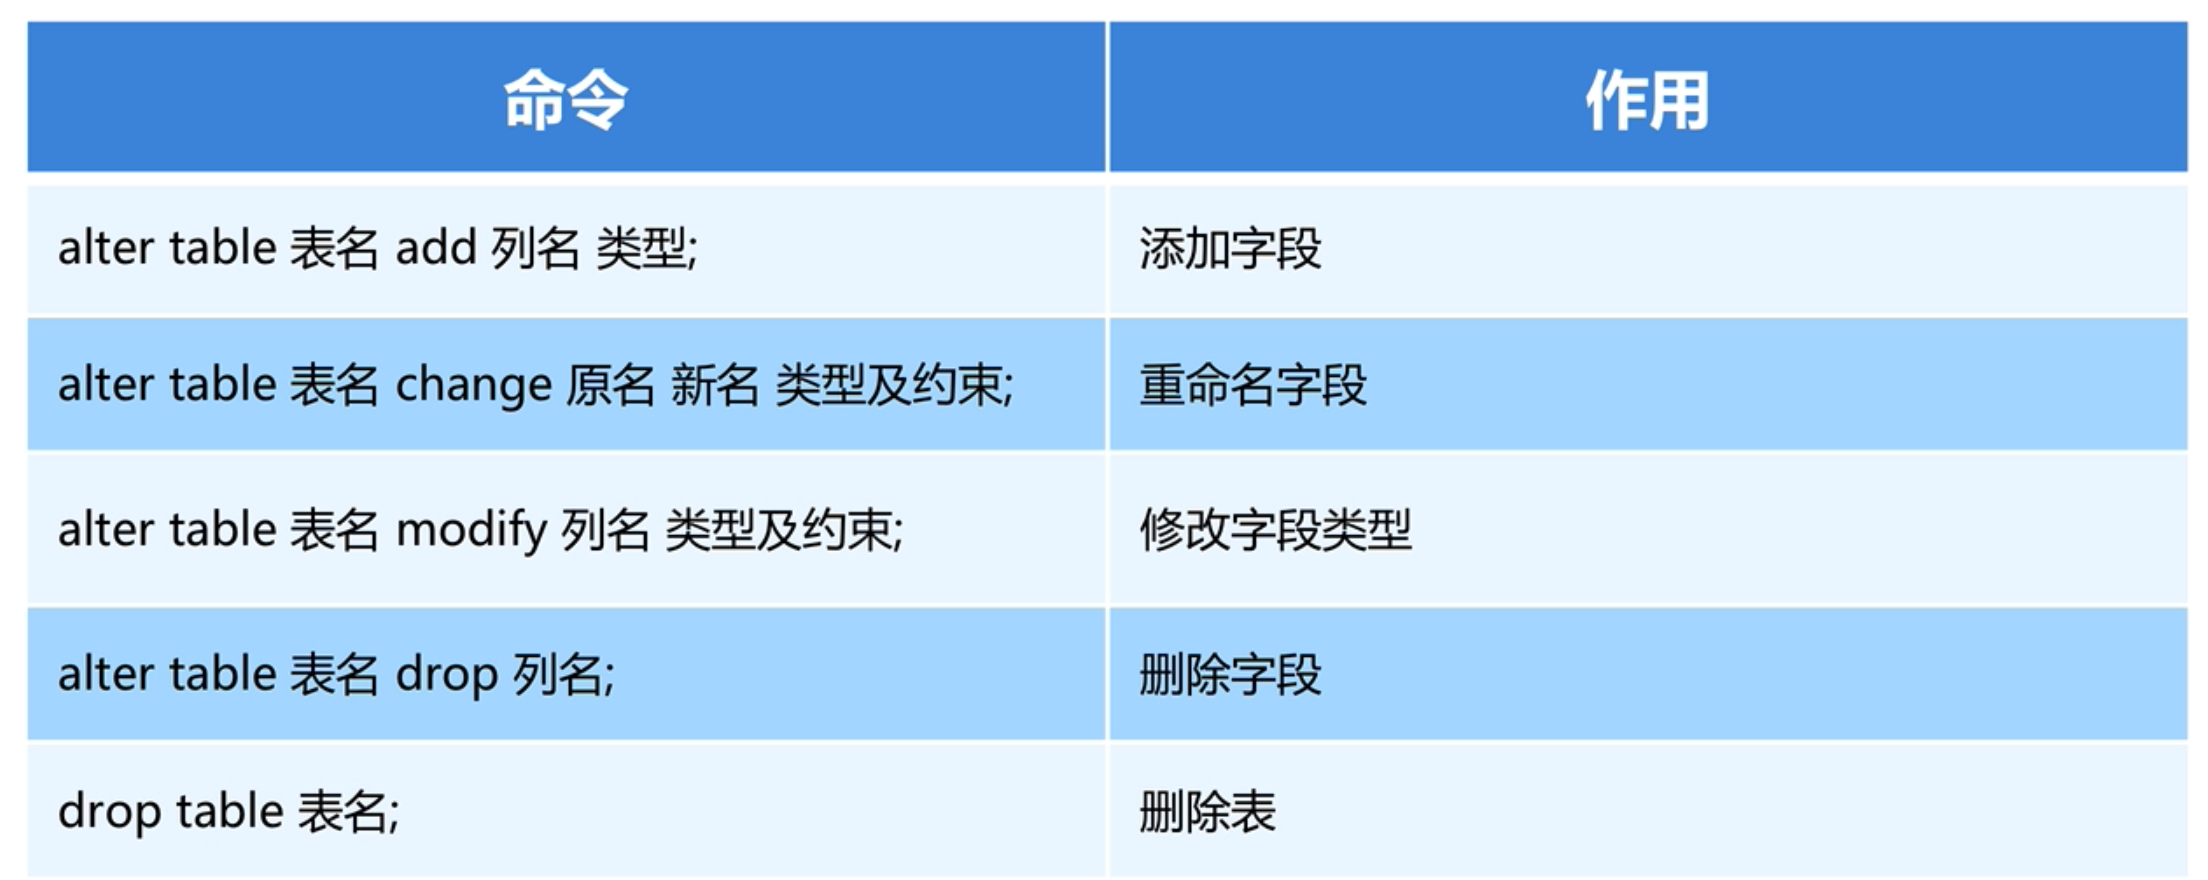 命令 作用
alter table 表名 add 列名 类型; 添加字段
alter table 表名 change 原名 新名 类型及约束; 重命名字段
alter table 表名 modify 列名 类型及约束; 修改字段类型
alter table 表名 drop 列名; 删除字段
drop table 表名; 删除表